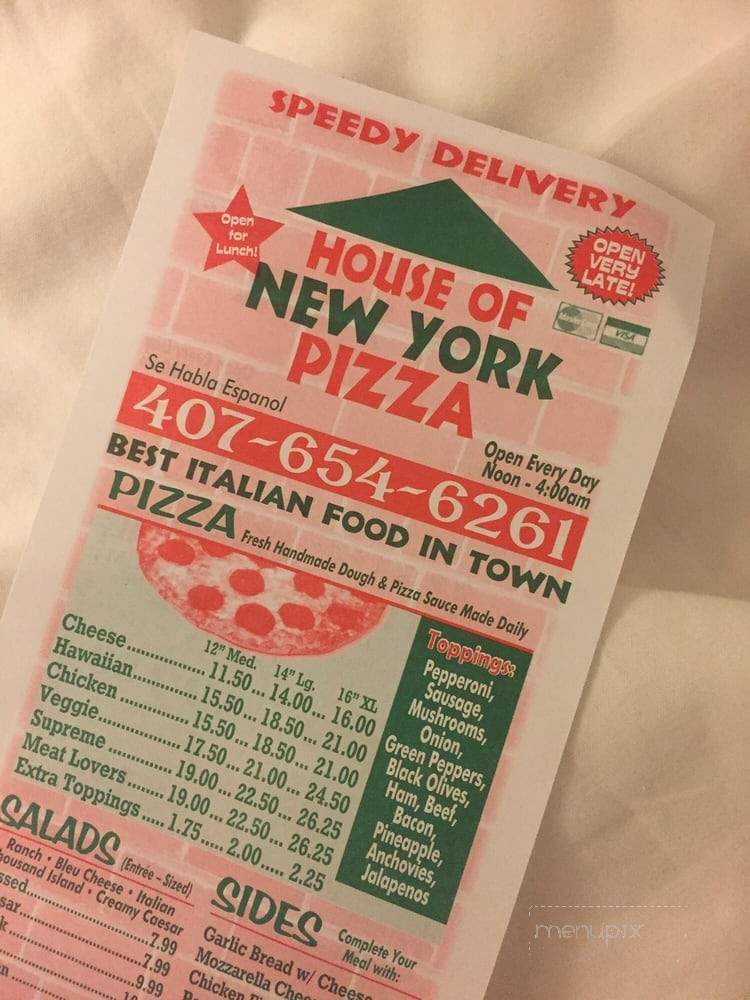 SPEEDY DELIVERY
Open
for
Lunch!
OPEN
VERY
LATE!
HOUSE OF
NEW YORK
PIZZA
MasterCard
VISA
Se Habla Espanol
407-654-6261
Open Every Day
Noon - 4:00am
BEST ITALIAN FOOD IN TOWN
PIZZA
Fresh Handmade Dough & Pizza Sauce Made Daily
12" Med. 14" Lg. 16" XL
Cheese.................. 11.50... 14.00... 16.00
Hawaiian............... 15.50... 18.50... 21.00
Chicken................. 15.50... 18.50... 21.00
Veggie................... 17.50... 21.00... 24.50
Supreme............... 19.00... 22.50... 26.25
Meat Lovers.......... 19.00... 22.50... 26.25
Extra Toppings..... 1.75.... 2.00..... 2.25
Toppings:
Pepperoni,
Sausage,
Mushrooms,
Onion,
Green Peppers,
Black Olives,
Ham, Beef,
Bacon,
Pineapple,
Anchovies,
Jalapenos
SALADS (Entrée - Sized)
Ranch • Bleu Cheese • Italian
Thousand Island • Creamy Caesar
7.99
7.99
9.99
SIDES
Complete Your
Meal with:
Garlic Bread w/ Cheese
Mozzarella
Chicken
menupix